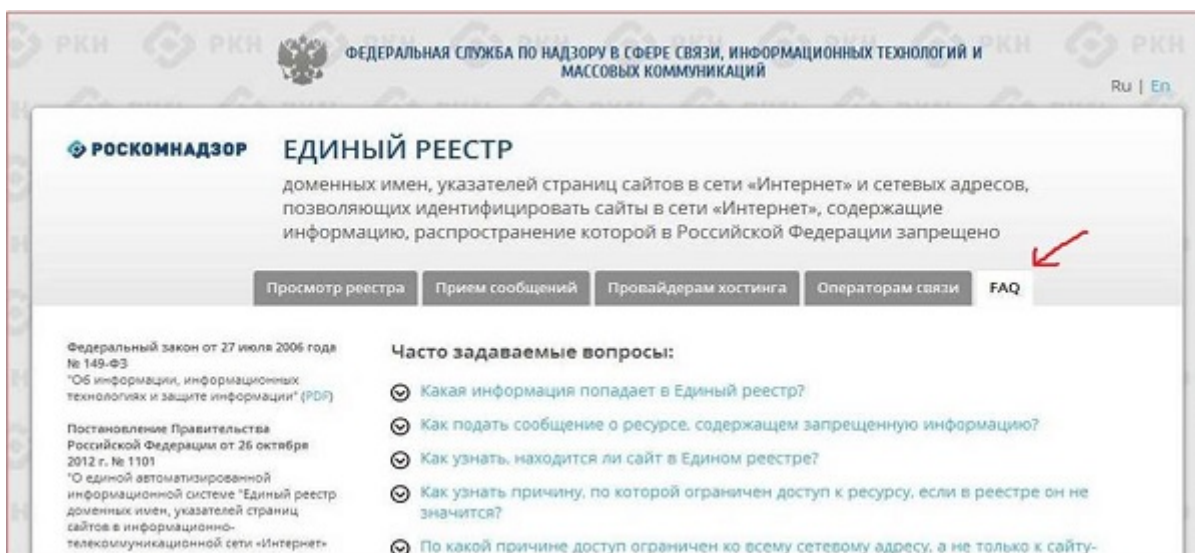 РКН РКН РКН РКН
ФЕДЕРАЛЬНАЯ СЛУЖБА ПО НАДЗОРУ В СФЕРЕ СВЯЗИ, ИНФОРМАЦИОННЫХ ТЕХНОЛОГИЙ И
МАССОВЫХ КОММУНИКАЦИЙ
Ru | En
РОСКОМНАДЗОР
ЕДИНЫЙ РЕЕСТР
доменных имен, указателей страниц сайтов в сети «Интернет» и сетевых адресов,
позволяющих идентифицировать сайты в сети «Интернет», содержащие
информацию, распространение которой в Российской Федерации запрещено
Просмотр реестра Прием сообщений Провайдерам хостинга Операторам связи FAQ
Федеральный закон от 27 июля 2006 года
№ 149-ФЗ
"Об информации, информационных
технологиях и защите информации" (PDF)
Постановление Правительства
Российской Федерации от 26 октября
2012 г. № 1101
"О единой автоматизированной
информационной системе "Единый реестр
доменных имен, указателей страниц
сайтов в информационно-
телекоммуникационной сети «Интернет»
Часто задаваемые вопросы:
Какая информация попадает в Единый реестр?
Как подать сообщение о ресурсе, содержащем запрещенную информацию?
Как узнать, находится ли сайт в Едином реестре?
Как узнать причину, по которой ограничен доступ к ресурсу, если в реестре он не
значится?
По какой причине доступ ограничен ко всему сетевому адресу, а не только к сайту-